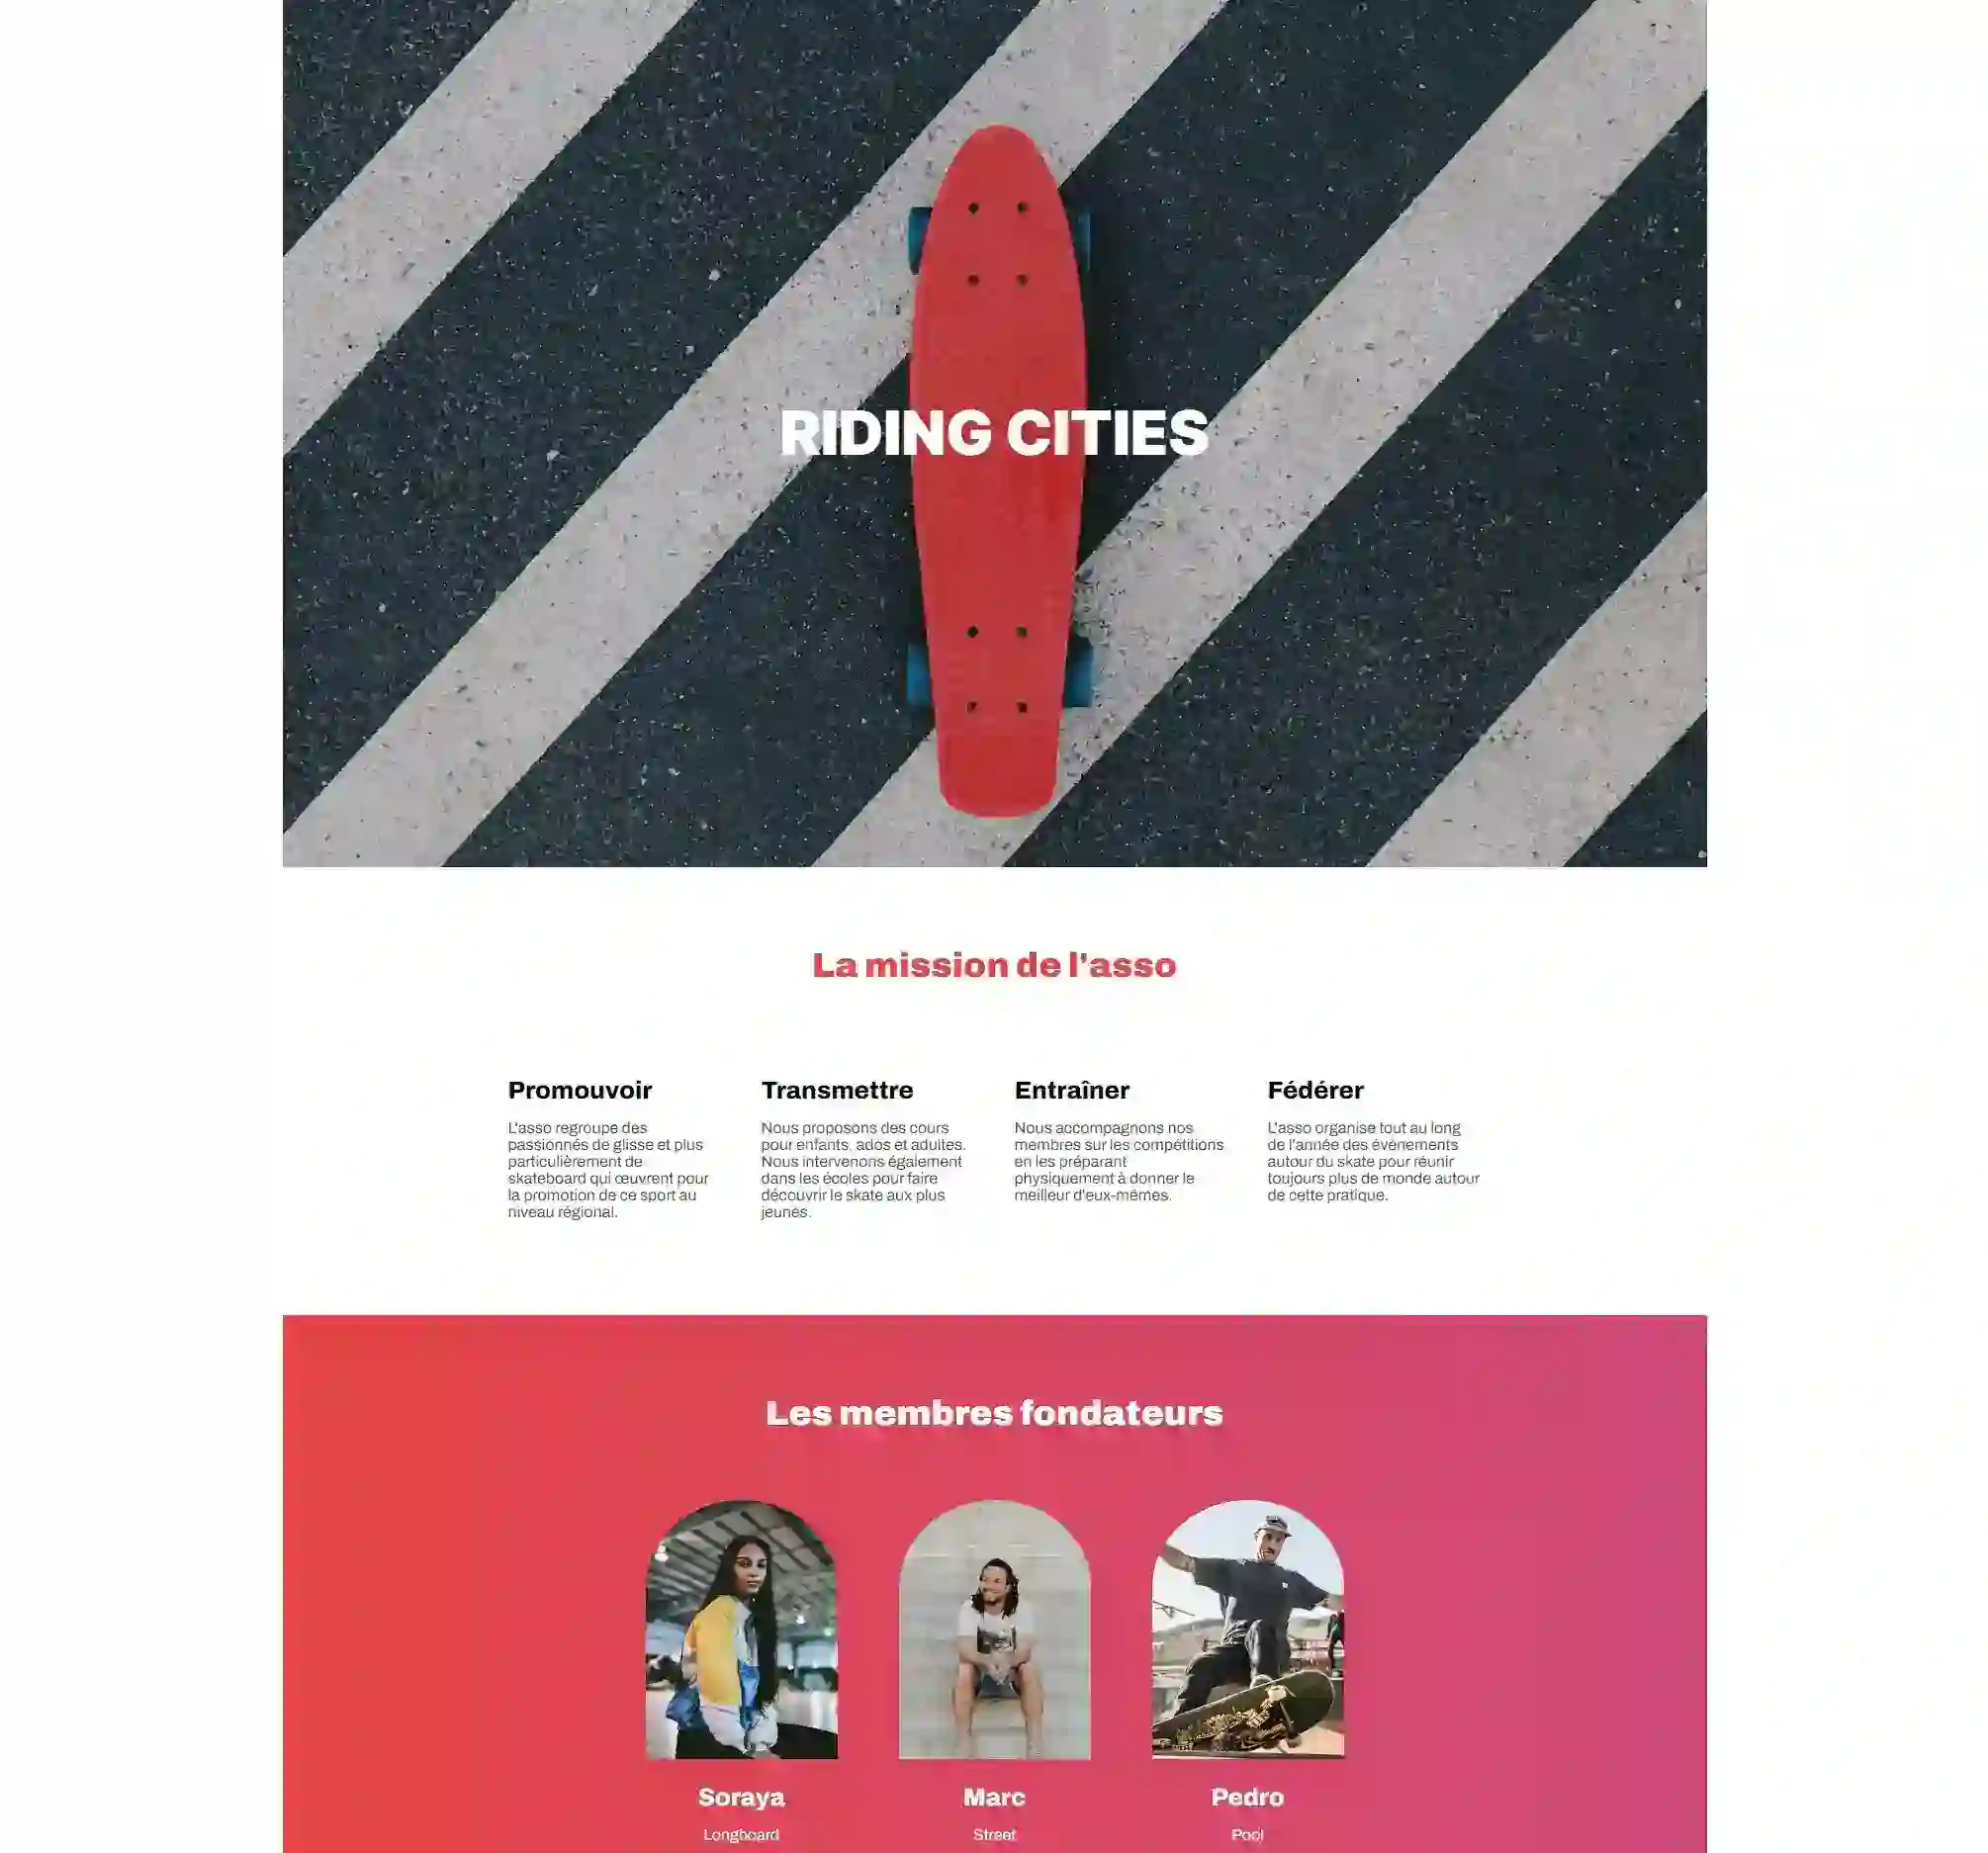 RIDING CITIES
La mission de l'asso
Promouvoir
L'asso regroupe des
passionnés de glisse et plus
particulièrement de
skateboard qui œuvrent pour
la promotion de ce sport au
niveau régional.
Transmettre
Nous proposons des cours
pour enfants, ados et adultes.
Nous intervenons également
dans les écoles pour faire
découvrir le skate aux plus
jeunes.
Entraîner
Nous accompagnons nos
membres sur les compétitions
en les préparant
physiquement à donner le
meilleur d'eux-mêmes.
Fédérer
L'asso organise tout au long
de l'année des évènements
autour du skate pour réunir
toujours plus de monde autour
de cette pratique.
Les membres fondateurs
Soraya
Longboard
Marc
Street
Pedro
Pool